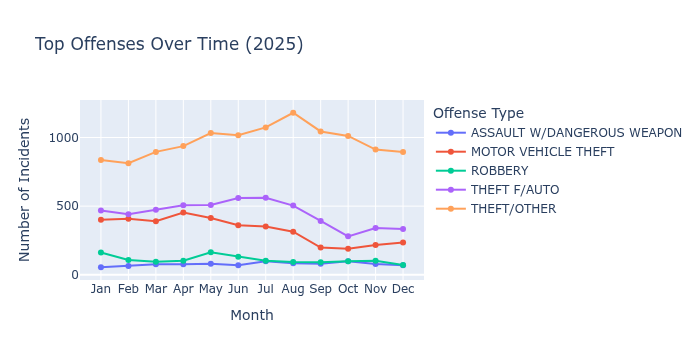 Top Offenses Over Time (2025)
Number of Incidents
1000
500
0
Jan Feb Mar Apr May Jun Jul Aug Sep Oct Nov Dec
Month
Offense Type
ASSAULT W/DANGEROUS WEAPON
MOTOR VEHICLE THEFT
ROBBERY
THEFT F/AUTO
THEFT/OTHER